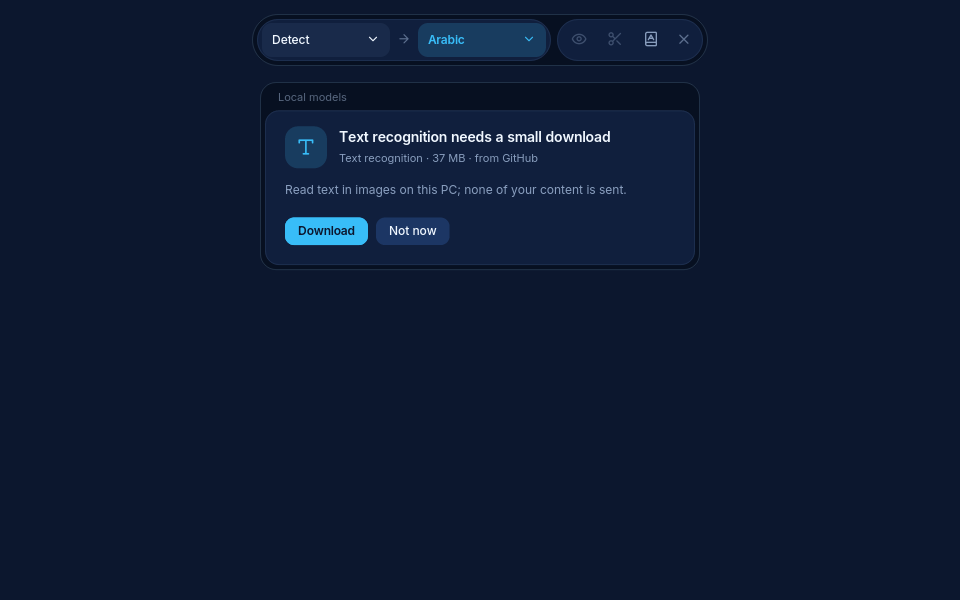 Detect
Arabic
Local models
Text recognition needs a small download
Text recognition · 37 MB · from GitHub
Read text in images on this PC; none of your content is sent.
Download
Not now